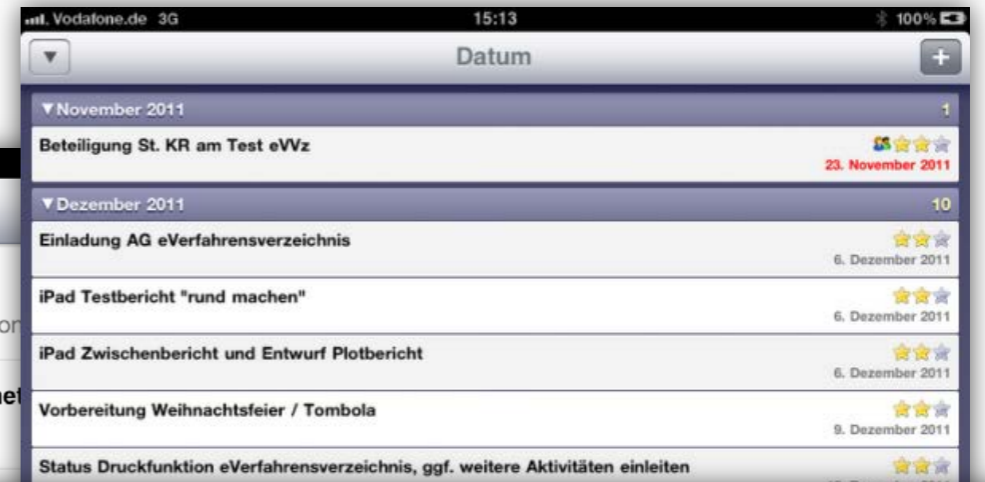 Vodafone.de 3G 15:13 100%
Datum
November 2011 1
Beteiligung St. KR am Test eVVz
23. November 2011
Dezember 2011 10
Einladung AG eVerfahrensverzeichnis
6. Dezember 2011
iPad Testbericht "rund machen"
6. Dezember 2011
iPad Zwischenbericht und Entwurf Plotbericht
6. Dezember 2011
Vorbereitung Weihnachtsfeier / Tombola
9. Dezember 2011
Status Druckfunktion eVerfahrensverzeichnis, ggf. weitere Aktivitäten einleiten